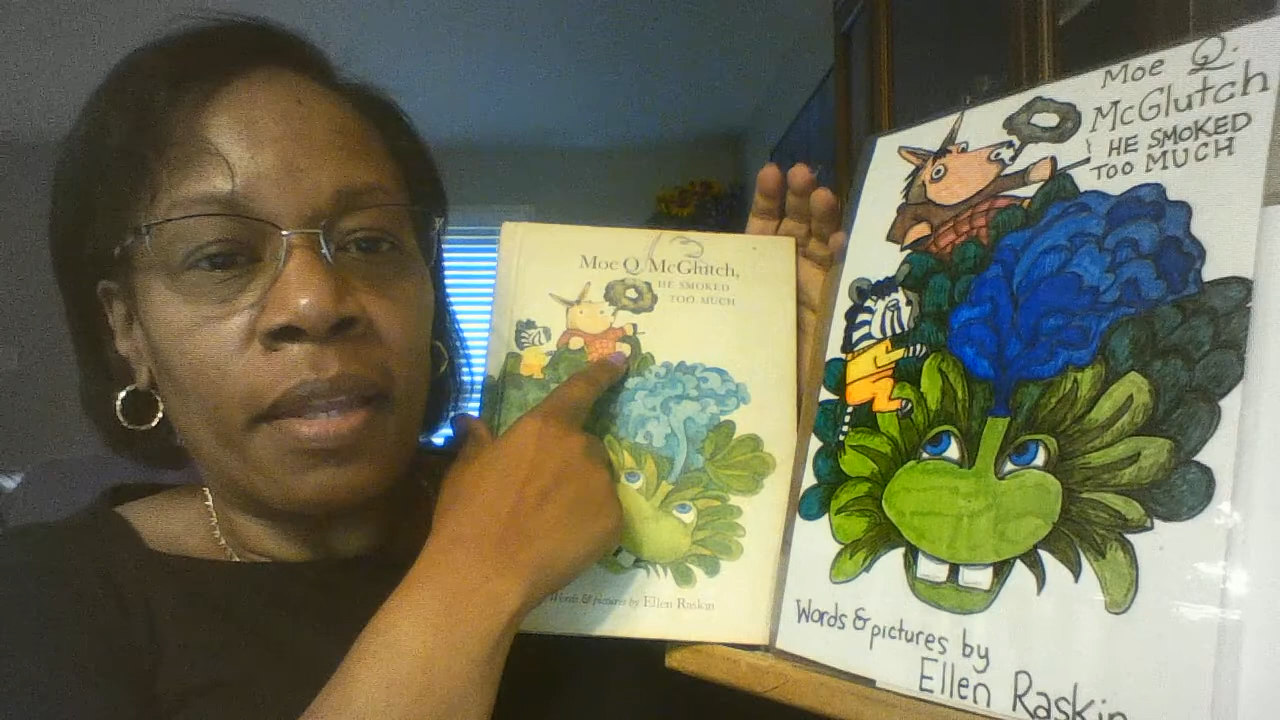 13
Moe Q. McGlutch,
HE SMOKED
TOO MUCH
Words & pictures by Ellen Raskin
Moe Q.
McGlutch
HE SMOKED
TOO MUCH
Words & pictures by
Ellen Raskin